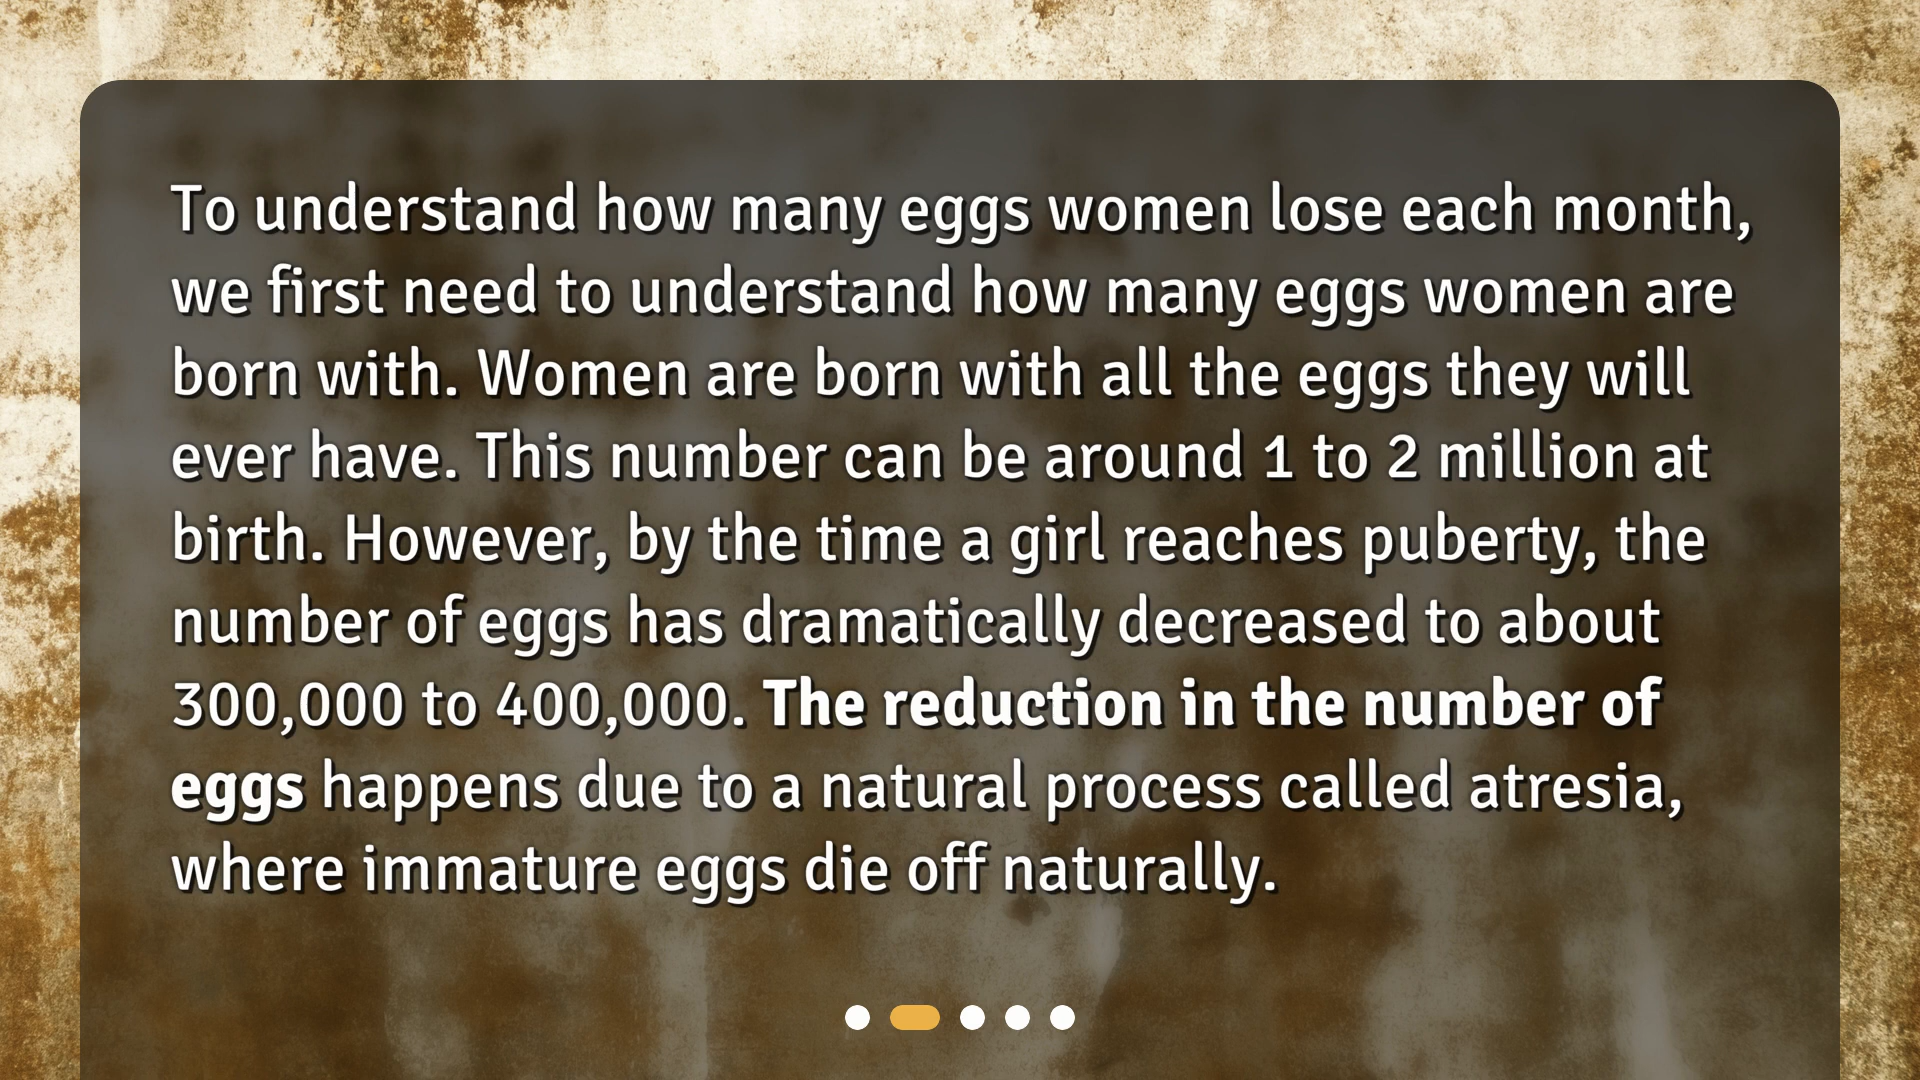 To understand how many eggs women lose each month,
we first need to understand how many eggs women are
born with. Women are born with all the eggs they will
ever have. This number can be around 1 to 2 million at
birth. However, by the time a girl reaches puberty, the
number of eggs has dramatically decreased to about
300,000 to 400,000. The reduction in the number of
eggs happens due to a natural process called atresia,
where immature eggs die off naturally.